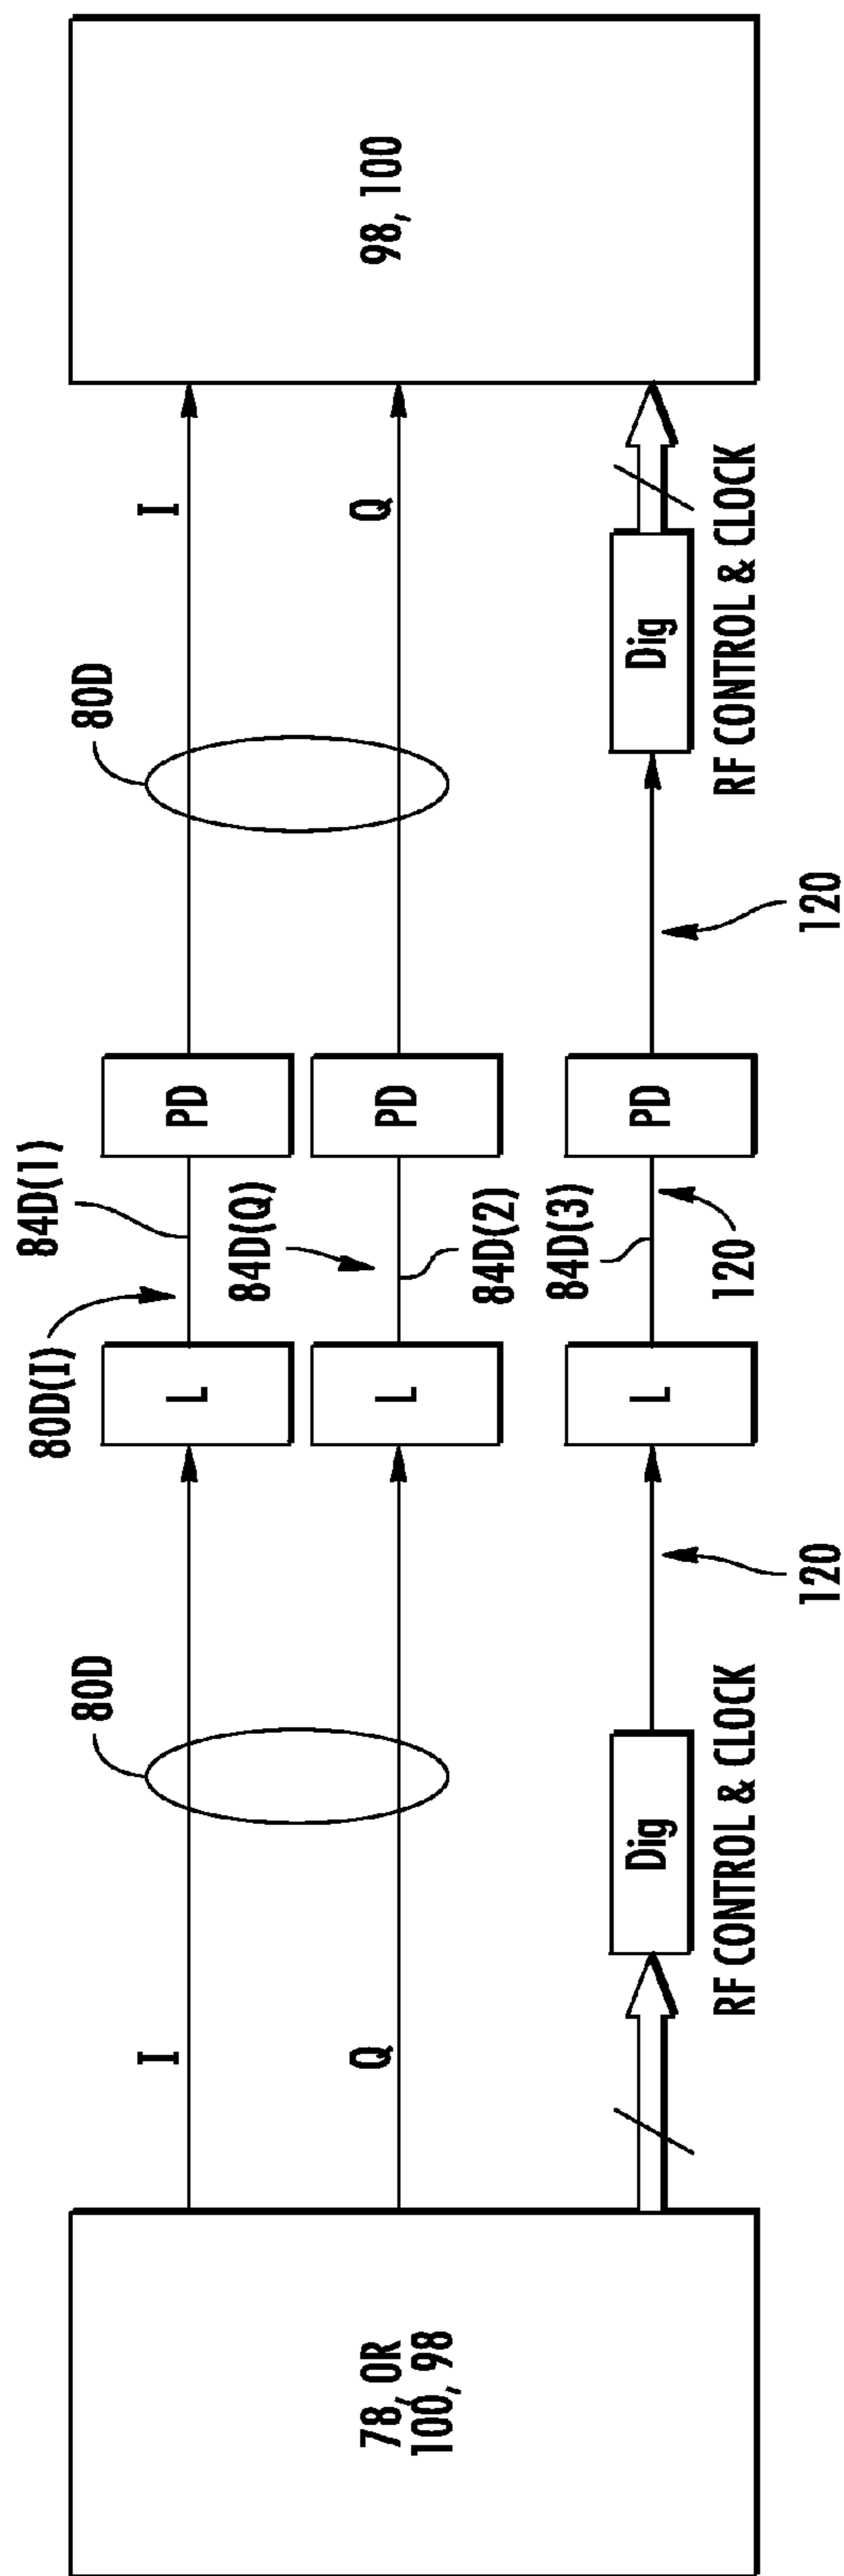 78, OR
100, 98
I
Q
80D
RF CONTROL & CLOCK
Dig
120
L
L
L
80D(I)
84D(1)
84D(Q)
84D(2)
84D(3)
120
PD
PD
PD
80D
120
Dig
RF CONTROL & CLOCK
I
Q
98, 100